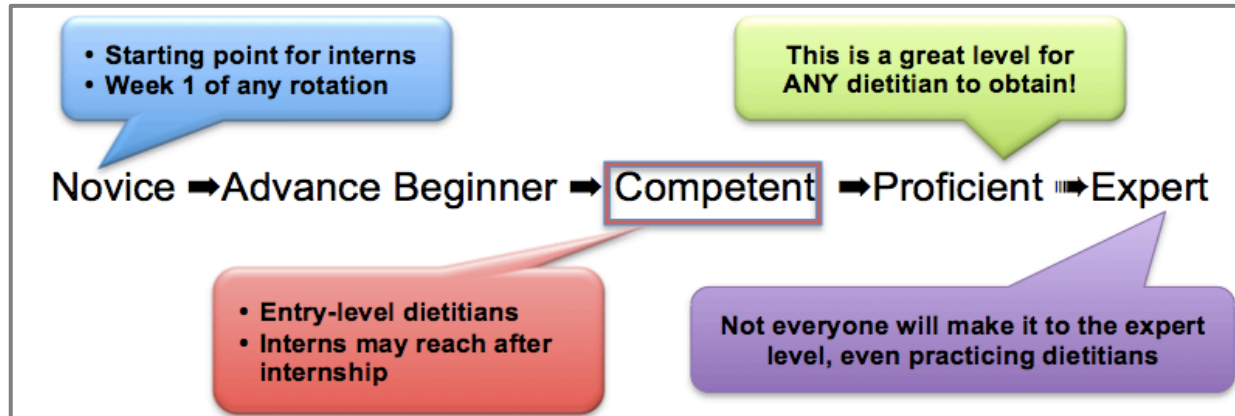 • Starting point for interns
• Week 1 of any rotation
This is a great level for
ANY dietitian to obtain!
Novice ➡Advance Beginner ➡ Competent ➡Proficient ➠Expert
• Entry-level dietitians
• Interns may reach after
internship
Not everyone will make it to the expert
level, even practicing dietitians